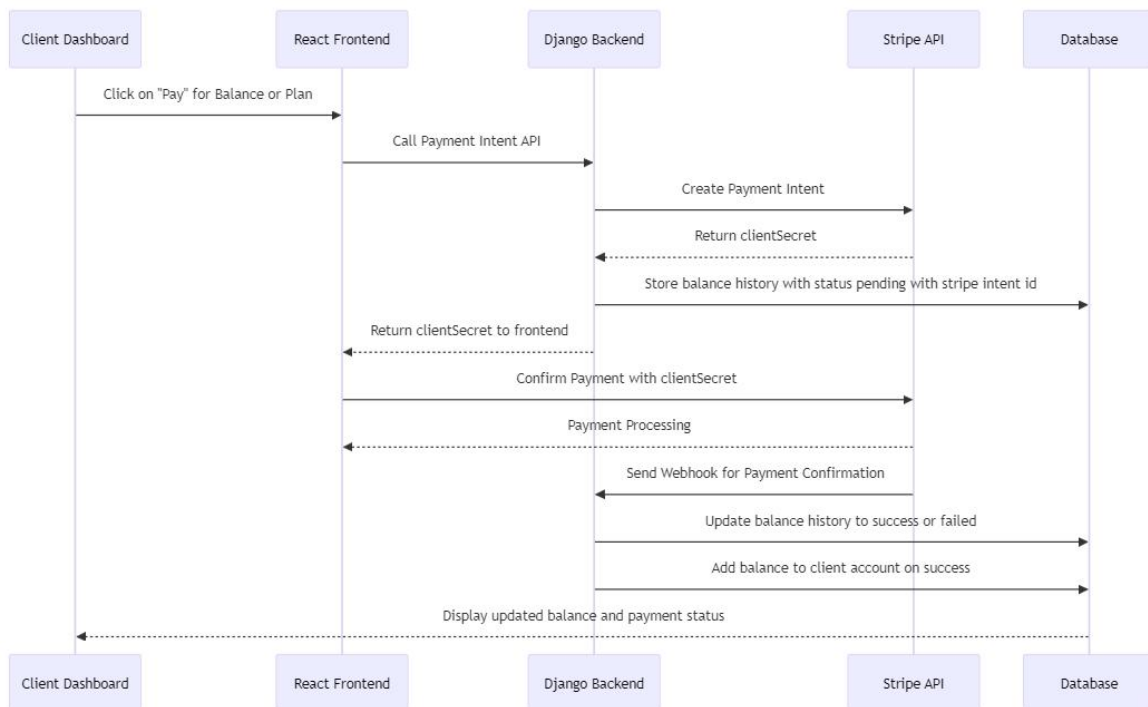 Client Dashboard
React Frontend
Django Backend
Stripe API
Database
Click on "Pay" for Balance or Plan
Call Payment Intent API
Create Payment Intent
Return clientSecret
Store balance history with status pending with stripe intent id
Return clientSecret to frontend
Confirm Payment with clientSecret
Payment Processing
Send Webhook for Payment Confirmation
Update balance history to success or failed
Add balance to client account on success
Display updated balance and payment status
Client Dashboard
React Frontend
Django Backend
Stripe API
Database